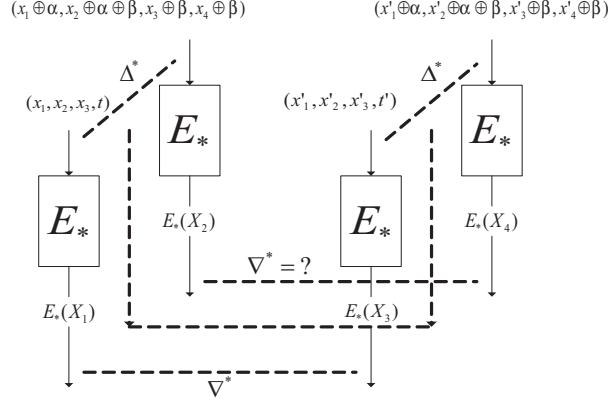 (x₁⊕α, x₂⊕α⊕β, x₃⊕β, x₄⊕β)
(x'₁⊕α, x'₂⊕α⊕β, x'₃⊕β, x'₄⊕β)
Δ*
Δ*
(x₁, x₂, x₃, t)
(x'₁, x'₂, x'₃, t')
E*
E*
E*
E*
E*(X₂)
E*(X₄)
∇* = ?
E*(X₁)
E*(X₃)
∇*